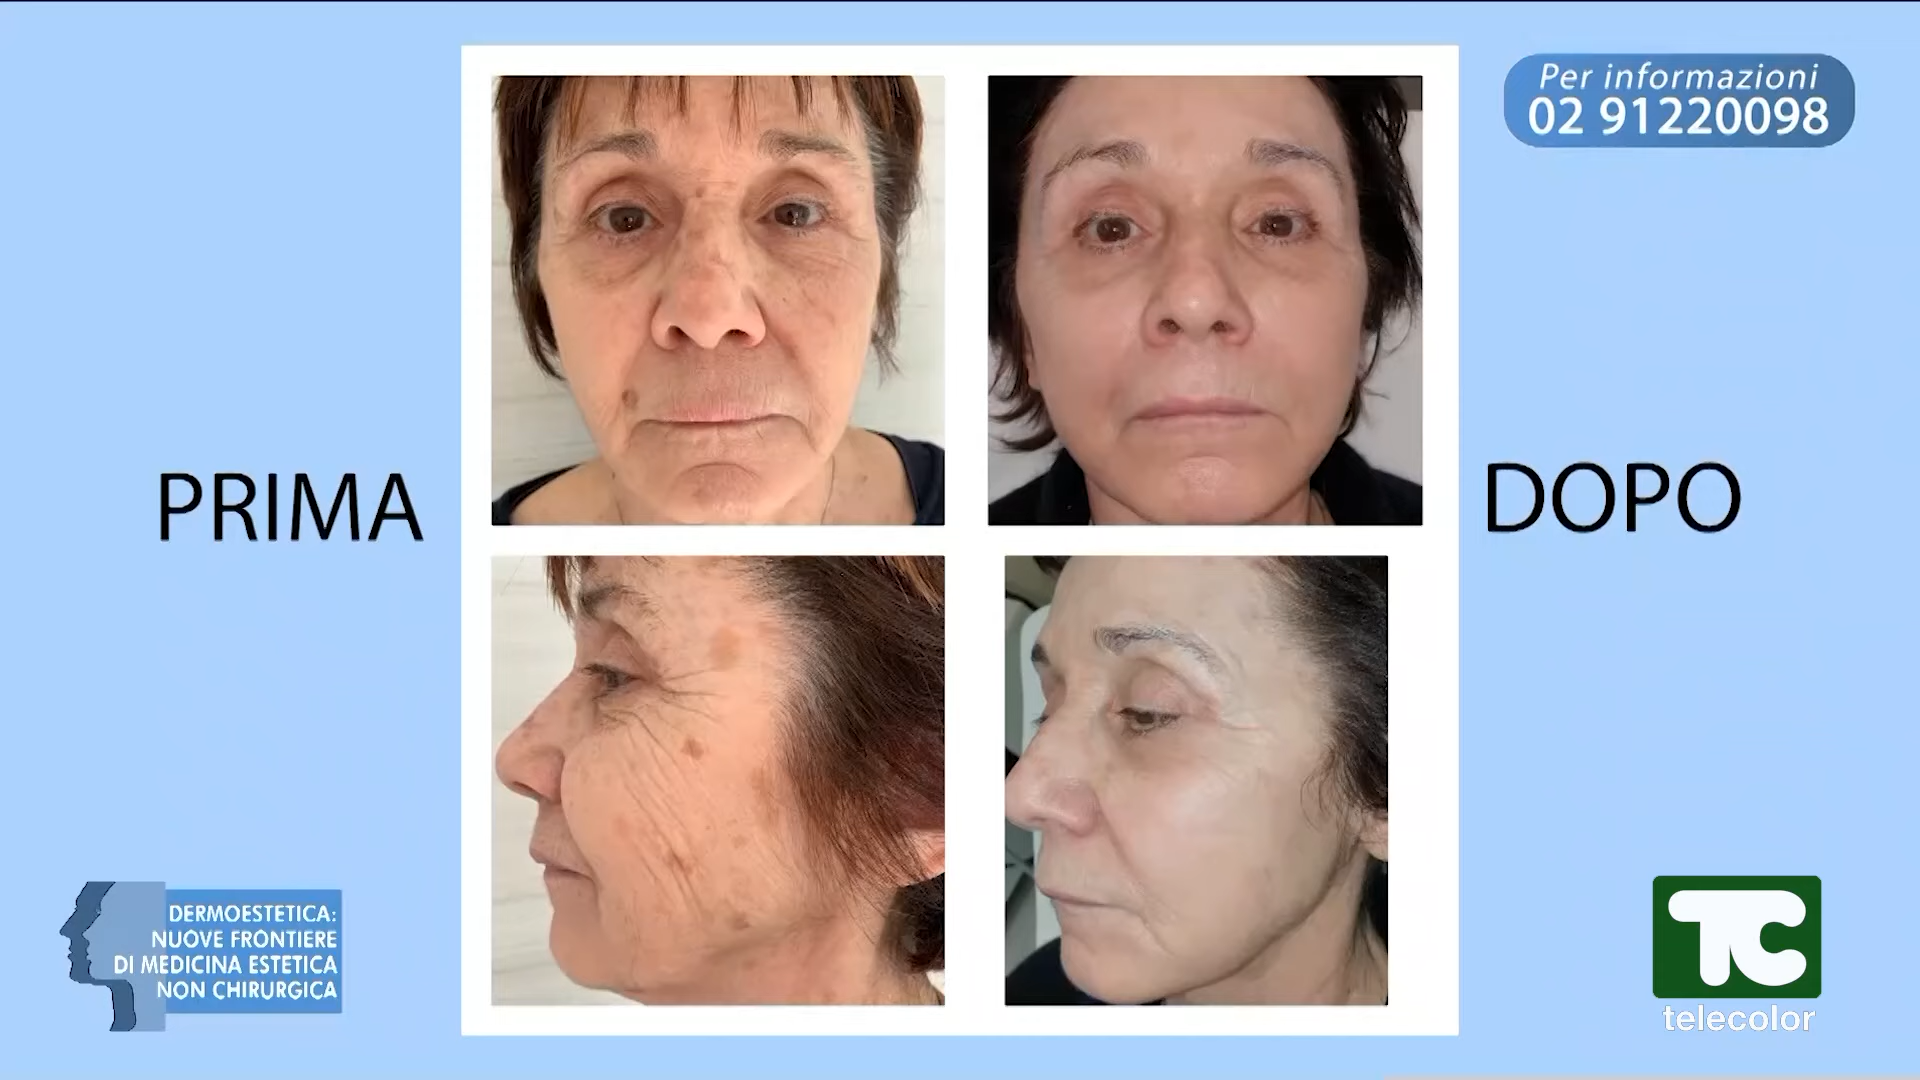 Per informazioni
02 91220098
PRIMA
DOPO
DERMOESTETICA:
NUOVE FRONTIERE
DI MEDICINA ESTETICA
NON CHIRURGICA
TC
telecolor